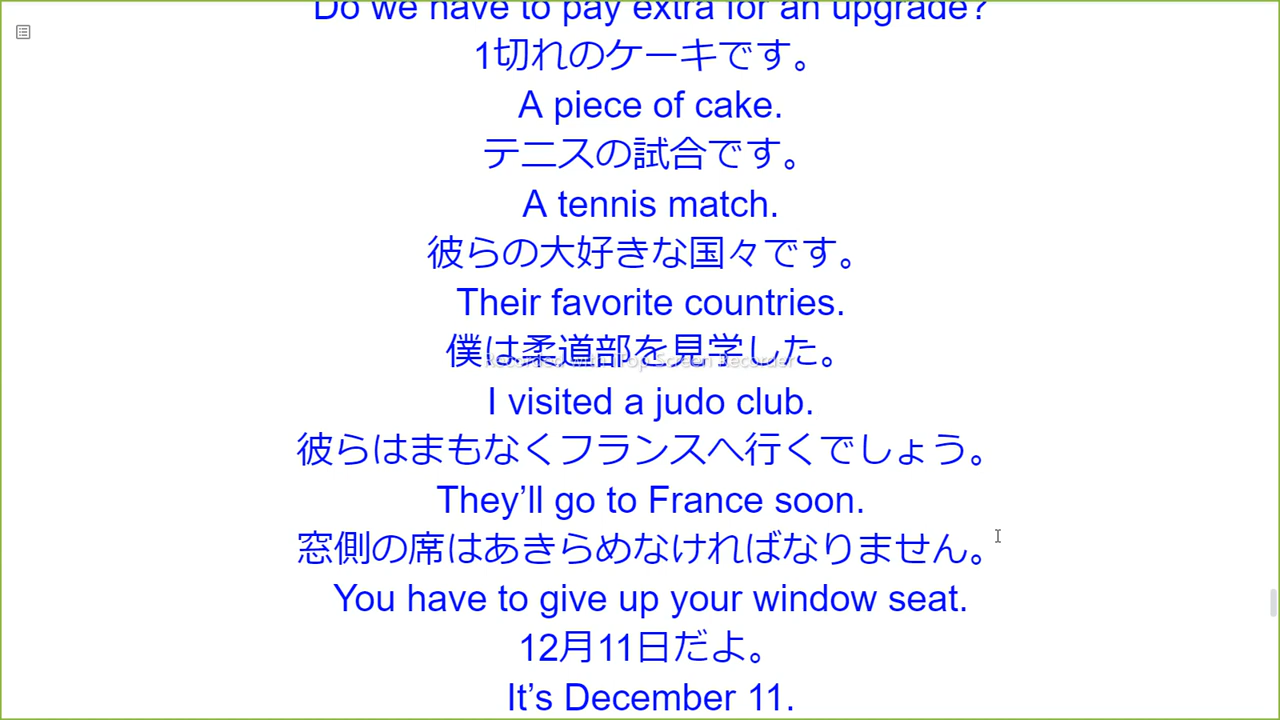 Do we have to pay extra for an upgrade?
1切れのケーキです。
A piece of cake.
テニスの試合です。
A tennis match.
彼らの大好きな国々です。
Their favorite countries.
僕は柔道部を見学した。
Recorded with iTop Screen Recorder
I visited a judo club.
彼らはまもなくフランスへ行くでしょう。
They’ll go to France soon.
窓側の席はあきらめなければなりません。
You have to give up your window seat.
12月11日だよ。
It’s December 11.